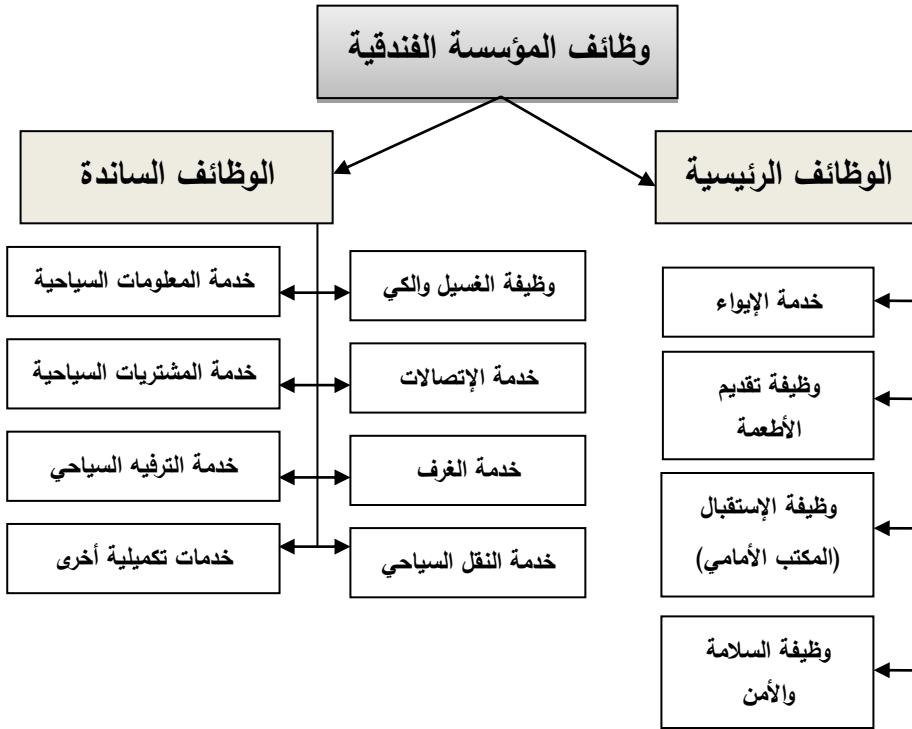 وظائف المؤسسة الفندقية
الوظائف الرئيسية
الوظائف الساندة
خدمة الإيواء
وظيفة تقديم
الأطعمة
وظيفة الإستقبال
(المكتب الأمامي)
وظيفة السلامة
والأمن
وظيفة الغسيل والكي
خدمة المعلومات السياحية
خدمة الإتصالات
خدمة المشتريات السياحية
خدمة الغرف
خدمة الترفيه السياحي
خدمة النقل السياحي
خدمات تكميلية أخرى